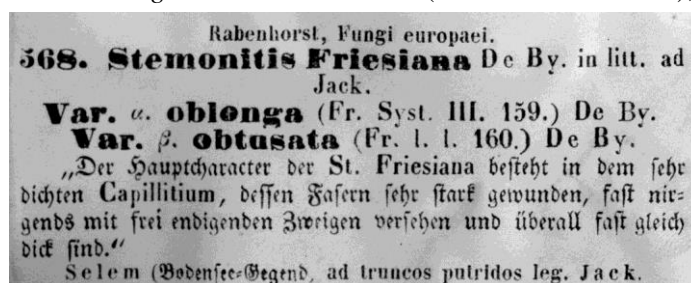 Rabenhorst, Fungi europaei.
568. Stemonitis Friesiana De By. in litt. ad
Jack.
Var. α. oblonga (Fr. Syst. III. 159.) De By.
Var. β. obtusata (Fr. l. l. 160.) De By.
„Der Hauptcharacter der St. Friesiana besteht in dem sehr
dichten Capillitium, dessen Fasern sehr stark gewunden, fast nir-
gends mit frei endigenden Zweigen versehen und überall fast gleich
dick sind.“
Selem (Bodensee-Gegend, ad truncos putridos leg. Jack.